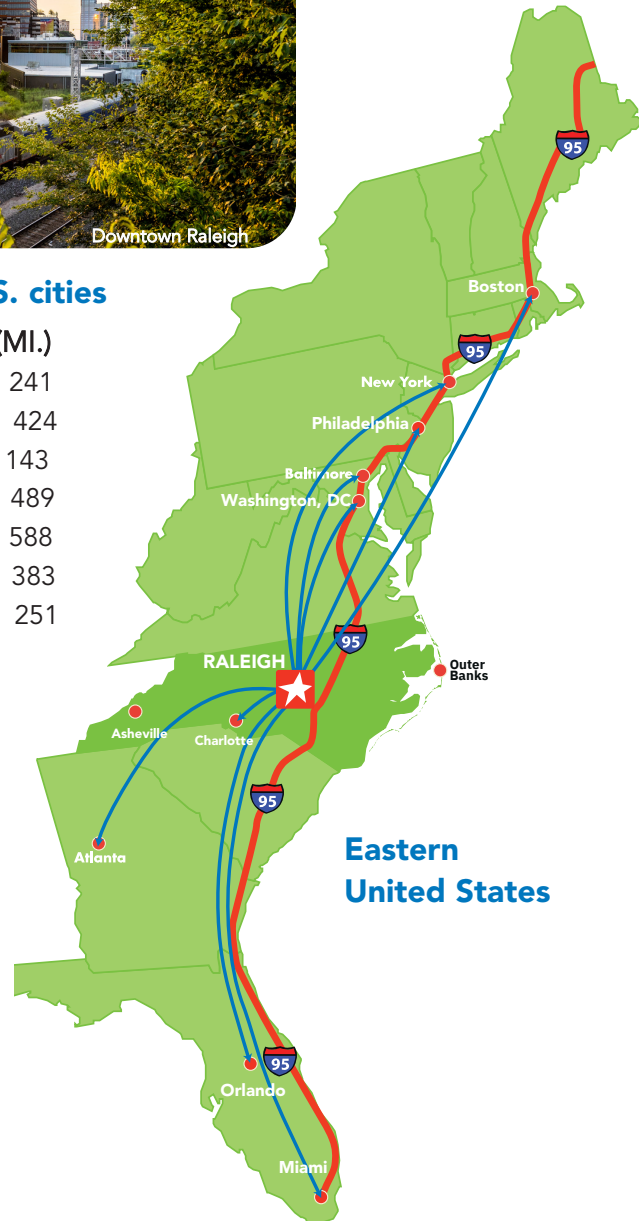 Downtown Raleigh
S. cities
(MI.)
241
424
143
489
588
383
251
95
Boston
95
New York
Philadelphia
Baltimore
Washington, DC
95
RALEIGH
Outer
Banks
Asheville
Charlotte
95
Atlanta
Eastern
United States
95
Orlando
Miami